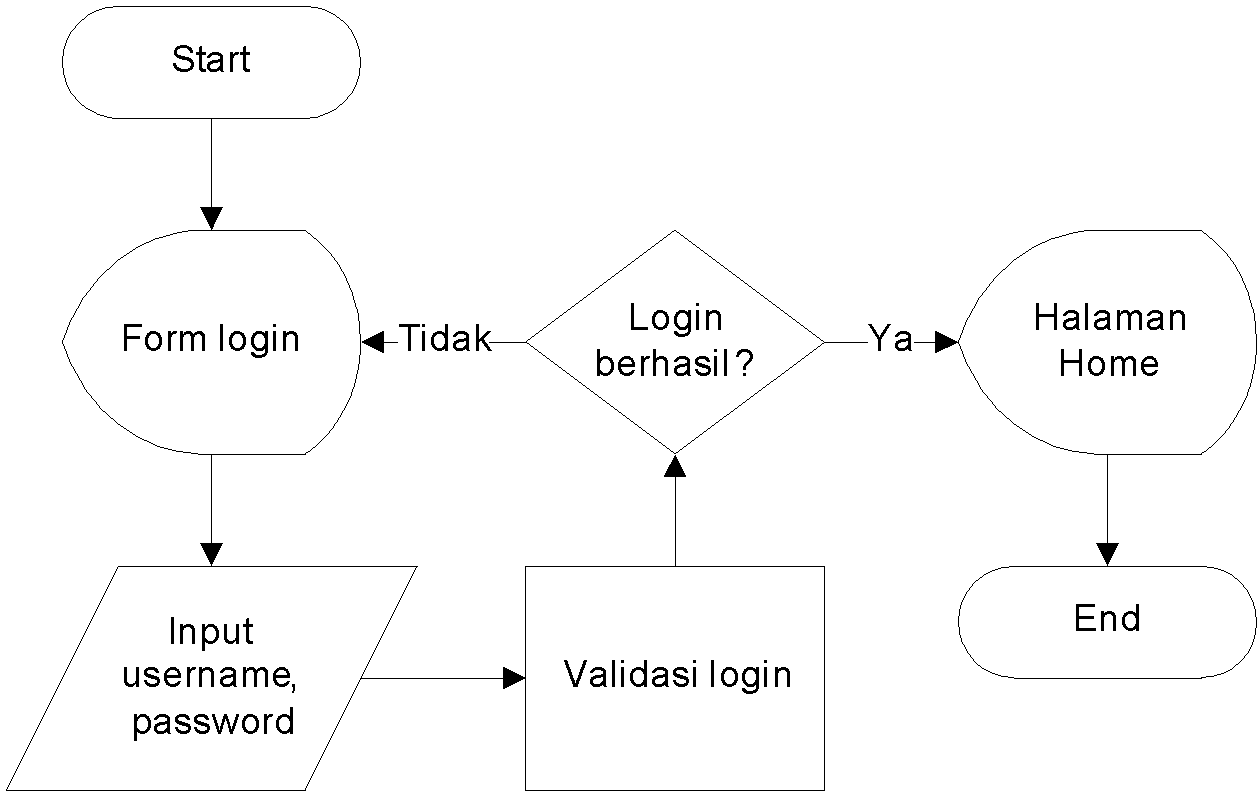 Start
Form login
Tidak
Login
berhasil?
Ya
Halaman
Home
Input
username,
password
Validasi login
End